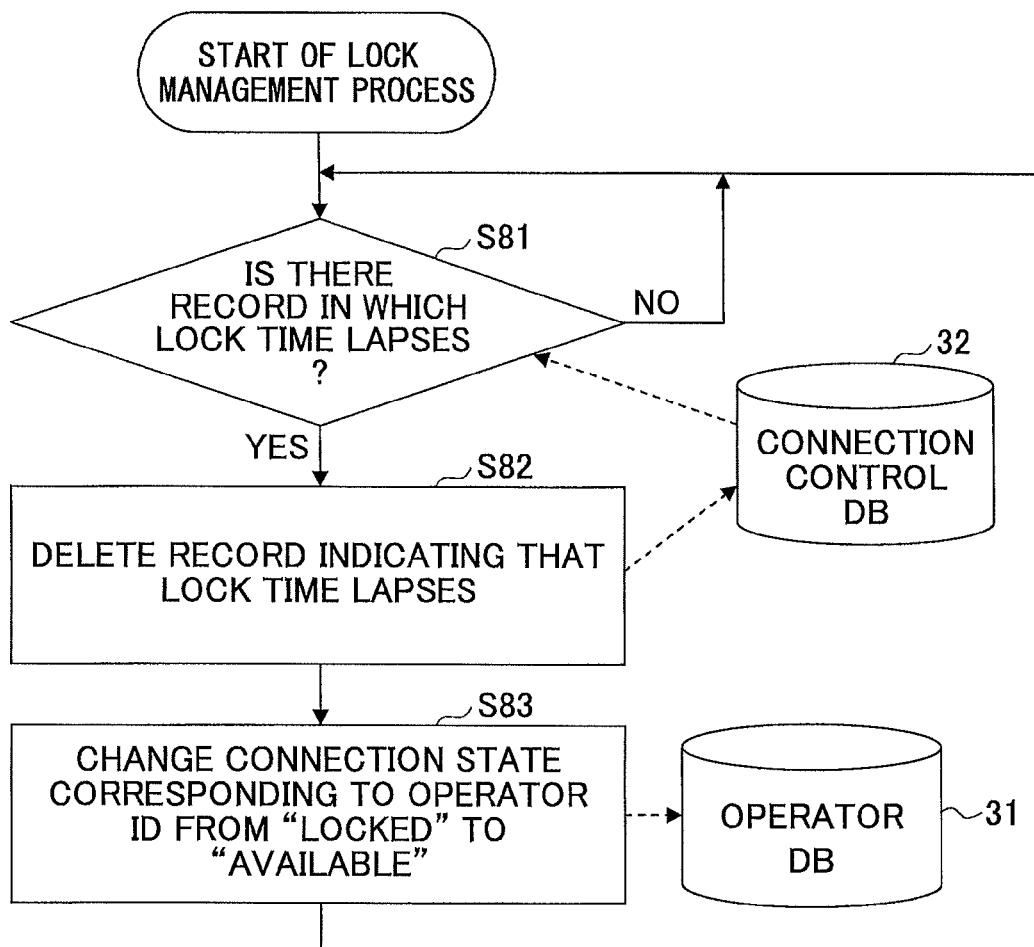 START OF LOCK
MANAGEMENT PROCESS
S81
IS THERE
RECORD IN WHICH
LOCK TIME LAPSES
?
NO
YES
32
CONNECTION
CONTROL
DB
S82
DELETE RECORD INDICATING THAT
LOCK TIME LAPSES
S83
CHANGE CONNECTION STATE
CORRESPONDING TO OPERATOR
ID FROM “LOCKED” TO
“AVAILABLE”
OPERATOR
DB
31